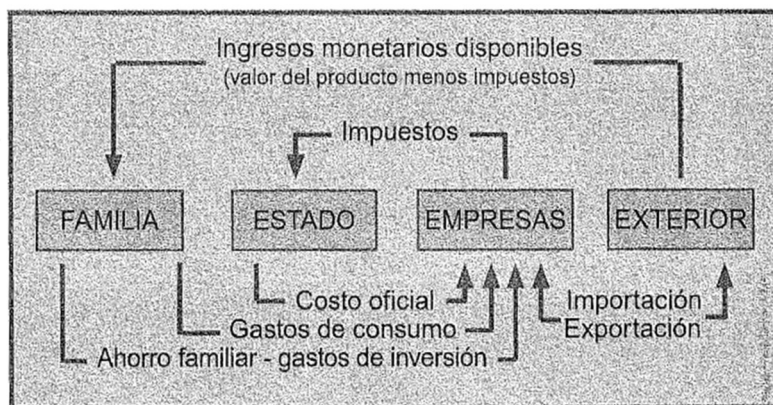 Ingresos monetarios disponibles
(valor del producto menos impuestos)
Impuestos
FAMILIA
ESTADO
EMPRESAS
EXTERIOR
Costo oficial
Importación
Gastos de consumo
Exportación
Ahorro familiar - gastos de inversión